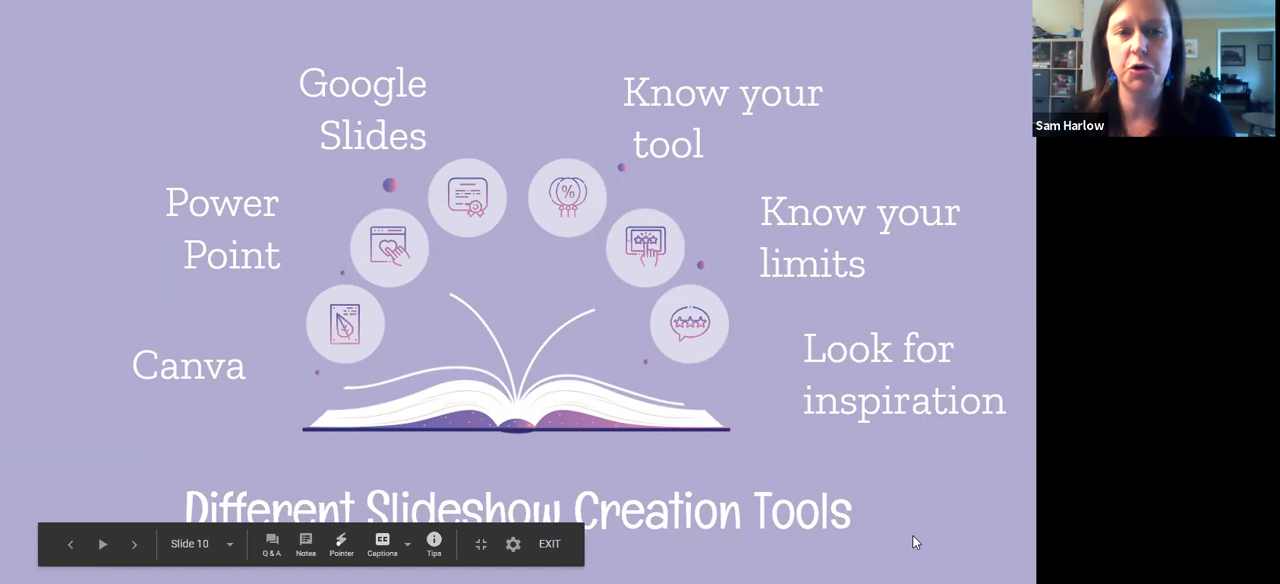 Google
Slides
Know your
tool
Power
Point
Know your
limits
Canva
Look for
inspiration
%
Different Slideshow Creation Tools
Slide 10
Q & A
Notes
Pointer
Captions
Tips
EXIT
Sam Harlow